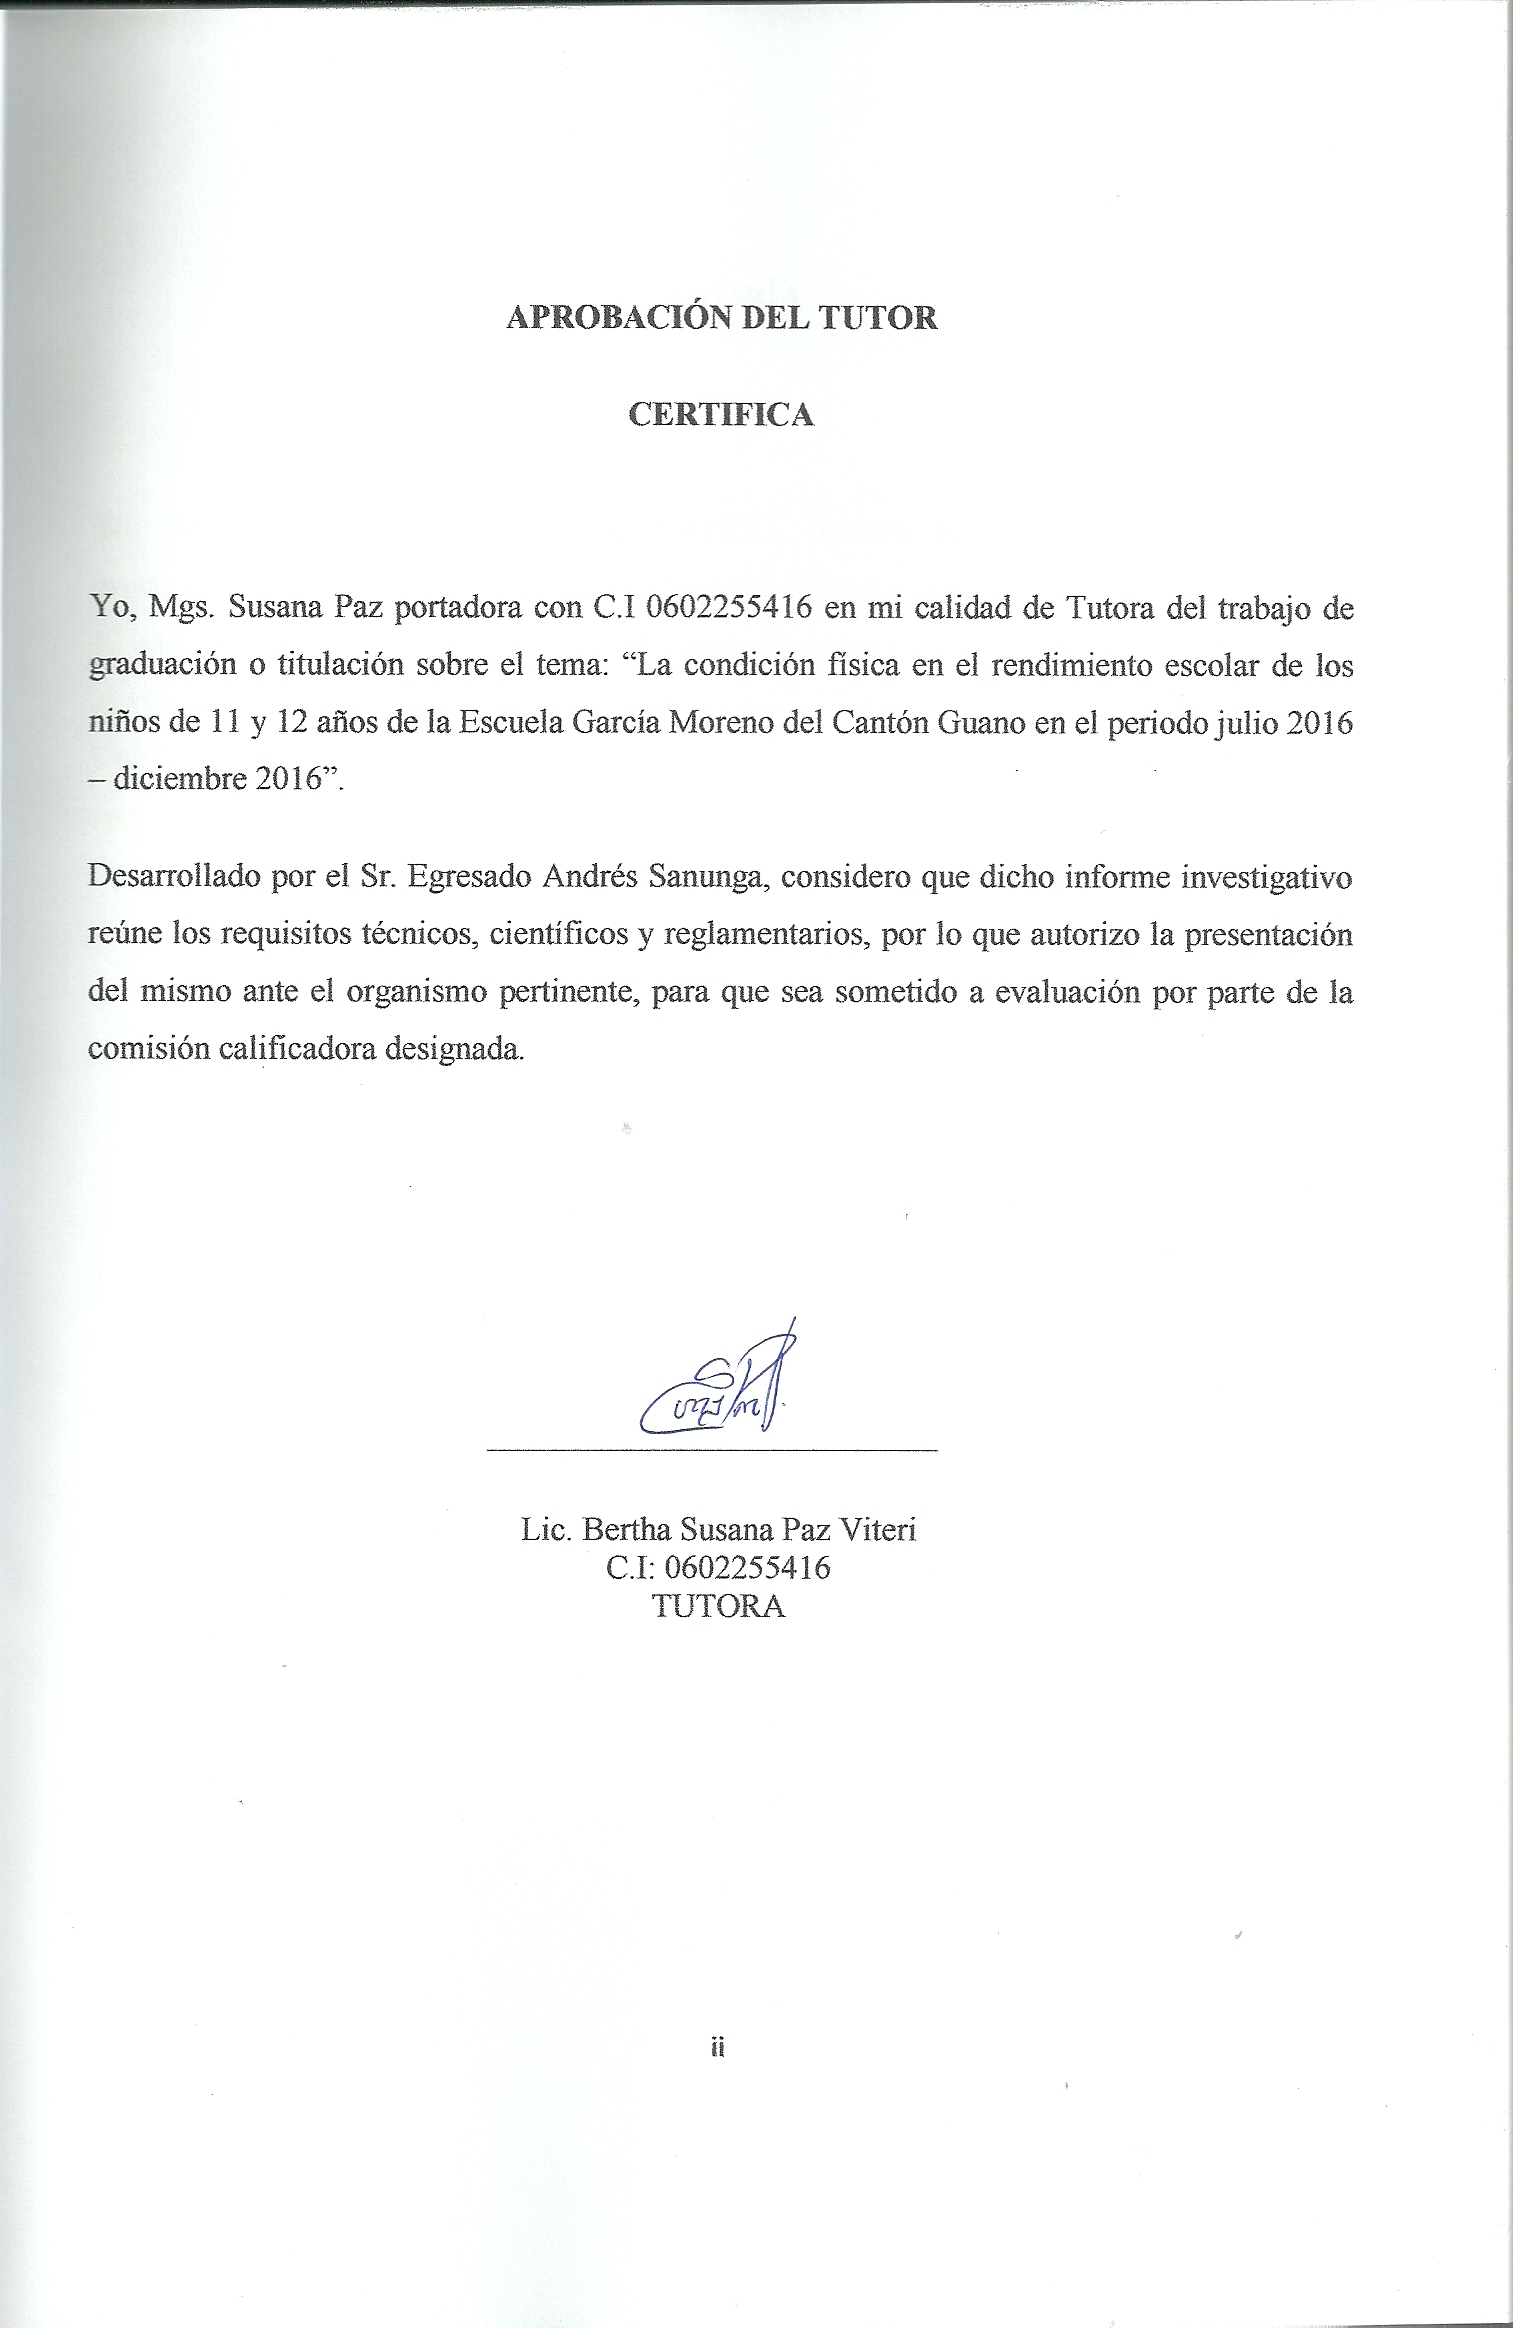 APROBACIÓN DEL TUTOR
CERTIFICA
Yo, Mgs. Susana Paz portadora con C.I 0602255416 en mi calidad de Tutora del trabajo de
graduación o titulación sobre el tema: “La condición física en el rendimiento escolar de los
niños de 11 y 12 años de la Escuela García Moreno del Cantón Guano en el periodo julio 2016
– diciembre 2016”.
Desarrollado por el Sr. Egresado Andrés Sanunga, considero que dicho informe investigativo
reúne los requisitos técnicos, científicos y reglamentarios, por lo que autorizo la presentación
del mismo ante el organismo pertinente, para que sea sometido a evaluación por parte de la
comisión calificadora designada.
Lic. Bertha Susana Paz Viteri
C.I: 0602255416
TUTORA
ii